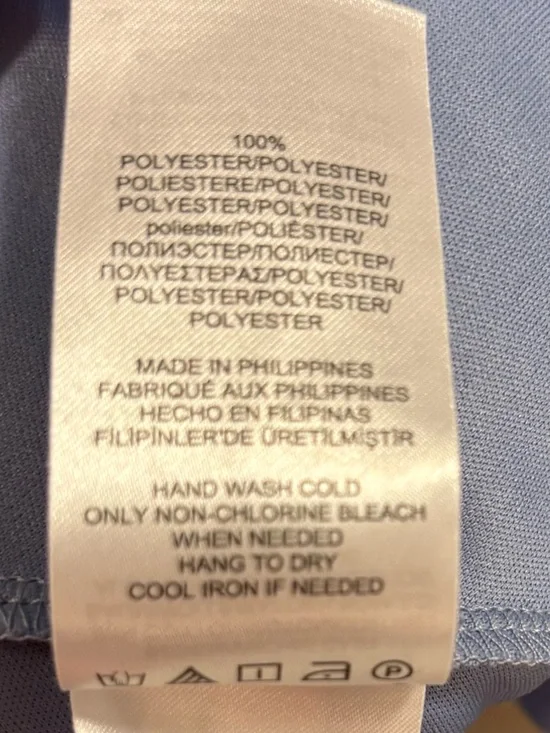 100%
POLYESTER/POLYESTER/
POLIESTERE/POLYESTER/
POLYESTER/POLYESTER/
poliester/POLIÉSTER/
ПОЛИЭСТЕР/ПОЛИЕСТЕР/
ΠΟΛΥΕΣΤΕΡΑΣ/POLYESTER/
POLYESTER/POLYESTER/
POLYESTER
MADE IN PHILIPPINES
FABRIQUÉ AUX PHILIPPINES
HECHO EN FILIPINAS
FİLİPİNLER'DE ÜRETİLMİŞTİR
HAND WASH COLD
ONLY NON-CHLORINE BLEACH
WHEN NEEDED
HANG TO DRY
COOL IRON IF NEEDED
P